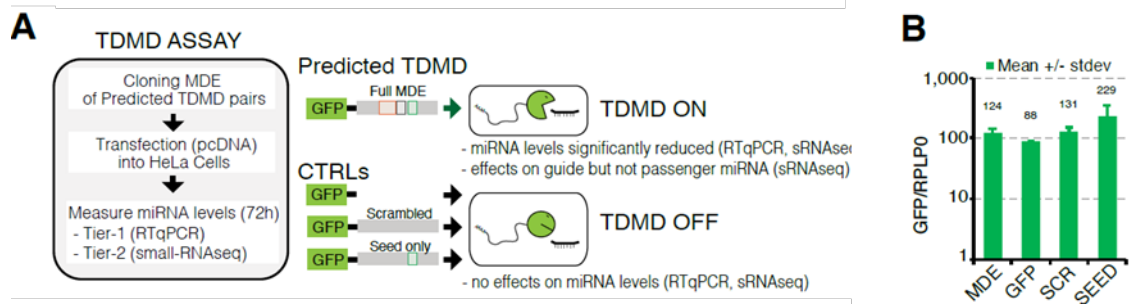 A
TDMD ASSAY
Cloning MDE
of Predicted TDMD pairs
Transfection (pcDNA)
into HeLa Cells
Measure miRNA levels (72h)
- Tier-1 (RTqPCR)
- Tier-2 (small-RNAseq)
Predicted TDMD
Full MDE
GFP
TDMD ON
- miRNA levels significantly reduced (RTqPCR, sRNAse
- effects on guide but not passenger miRNA (sRNAseq)
CTRLs
GFP
Scrambled
GFP
TDMD OFF
Seed only
GFP
- no effects on miRNA levels (RTqPCR, sRNAseq)
B
Mean +/- stdev
GFP/RPLP0
1,000
100
10
1
124
88
131
229
MDE
GFP
SCR
SEED